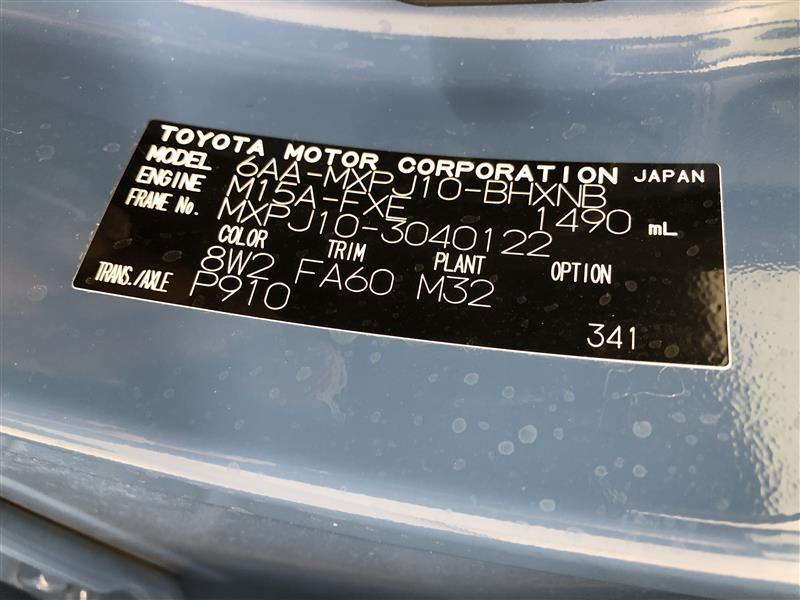 TOYOTA MOTOR CORPORATION JAPAN
MODEL 6AA-MXPJ10-BHXNB
ENGINE M15A-FXE 1490 mL
FRAME No. MXPJ10-3040122
COLOR TRIM PLANT OPTION
8W2 FA60 M32
TRANS./AXLE P910
341